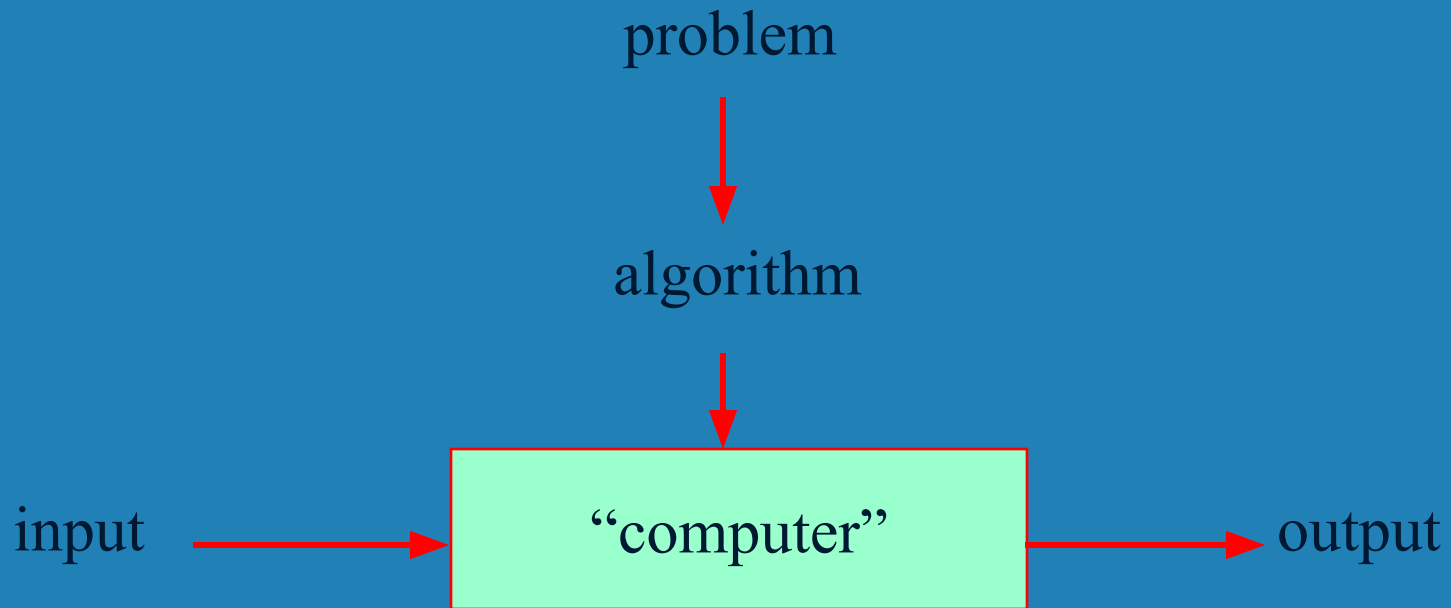 problem
algorithm
input
“computer”
output